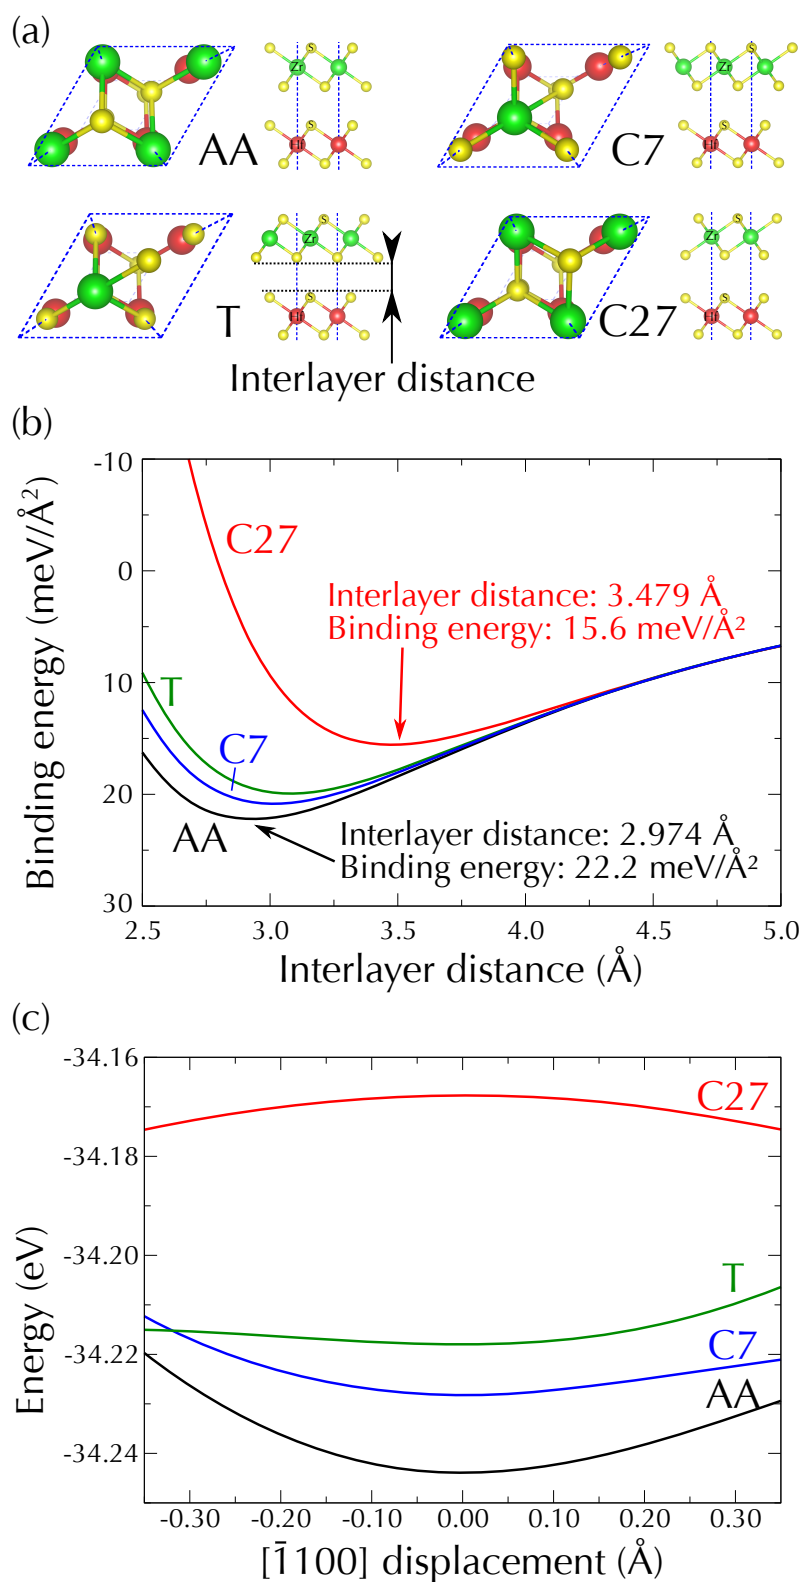 (a)
AA
S
Zr
Hf
C7
S
Zr
Hf
T
S
Zr
S
Hf
C27
S
Zr
S
Hf
Interlayer distance
(b)
Binding energy (meV/Å²)
-10
0
10
20
30
C27
Interlayer distance: 3.479 Å
Binding energy: 15.6 meV/Å²
T
C7
AA
Interlayer distance: 2.974 Å
Binding energy: 22.2 meV/Å²
2.5 3.0 3.5 4.0 4.5 5.0
Interlayer distance (Å)
(c)
Energy (eV)
-34.16
-34.18
-34.20
-34.22
-34.24
C27
T
C7
AA
-0.30 -0.20 -0.10 0.00 0.10 0.20 0.30
[1̄100] displacement (Å)